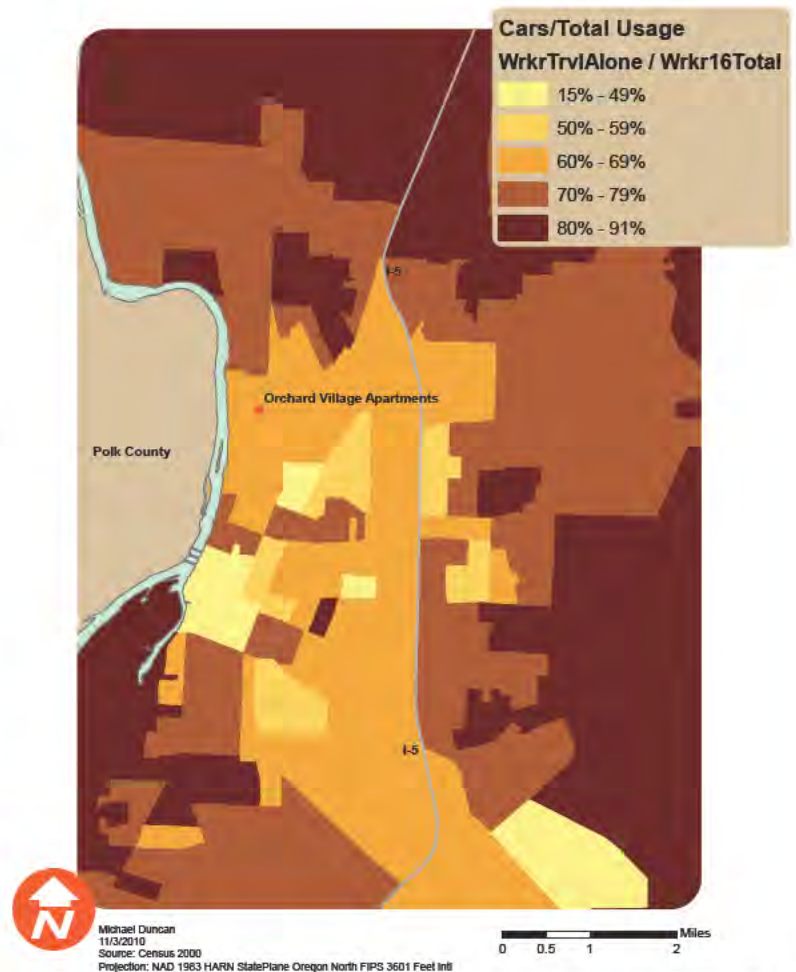 Cars/Total Usage
WrkrTrvlAlone / Wrkr16Total
15% - 49%
50% - 59%
60% - 69%
70% - 79%
80% - 91%
I-5
Orchard Village Apartments
Polk County
I-5
N
Michael Duncan
11/3/2010
Source: Census 2000
Projection: NAD 1983 HARN StatePlane Oregon North FIPS 3601 Feet Intl
Miles
0 0.5 1 2